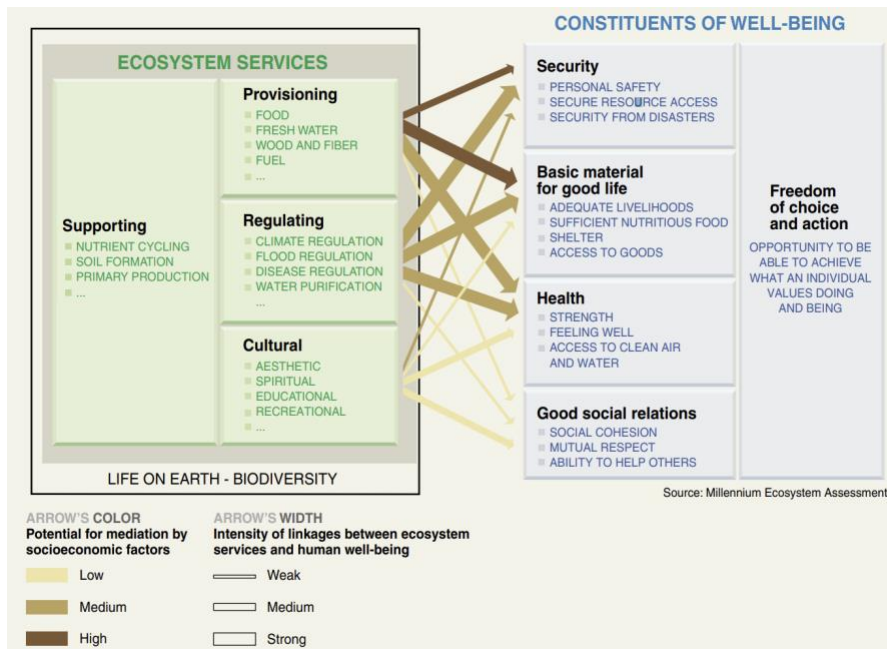 CONSTITUENTS OF WELL-BEING
ECOSYSTEM SERVICES
Supporting
NUTRIENT CYCLING
SOIL FORMATION
PRIMARY PRODUCTION
...
Provisioning
FOOD
FRESH WATER
WOOD AND FIBER
FUEL
...
Regulating
CLIMATE REGULATION
FLOOD REGULATION
DISEASE REGULATION
WATER PURIFICATION
...
Cultural
AESTHETIC
SPIRITUAL
EDUCATIONAL
RECREATIONAL
...
LIFE ON EARTH - BIODIVERSITY
Security
PERSONAL SAFETY
SECURE RESOURCE ACCESS
SECURITY FROM DISASTERS
Basic material
for good life
ADEQUATE LIVELIHOODS
SUFFICIENT NUTRITIOUS FOOD
SHELTER
ACCESS TO GOODS
Health
STRENGTH
FEELING WELL
ACCESS TO CLEAN AIR
AND WATER
Good social relations
SOCIAL COHESION
MUTUAL RESPECT
ABILITY TO HELP OTHERS
Freedom
of choice
and action
OPPORTUNITY TO BE
ABLE TO ACHIEVE
WHAT AN INDIVIDUAL
VALUES DOING
AND BEING
Source: Millennium Ecosystem Assessment
ARROW'S COLOR
Potential for mediation by
socioeconomic factors
Low
Medium
High
ARROW'S WIDTH
Intensity of linkages between ecosystem
services and human well-being
Weak
Medium
Strong